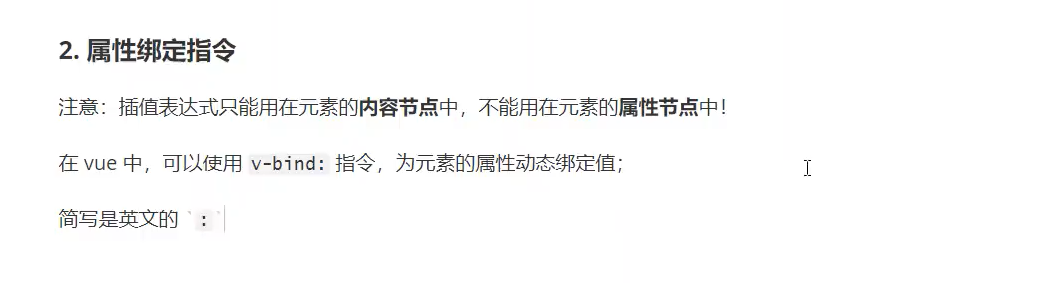 2. 属性绑定指令
注意：插值表达式只能用在元素的内容节点中，不能用在元素的属性节点中！
在 vue 中，可以使用 v-bind: 指令，为元素的属性动态绑定值；
简写是英文的 ` : `